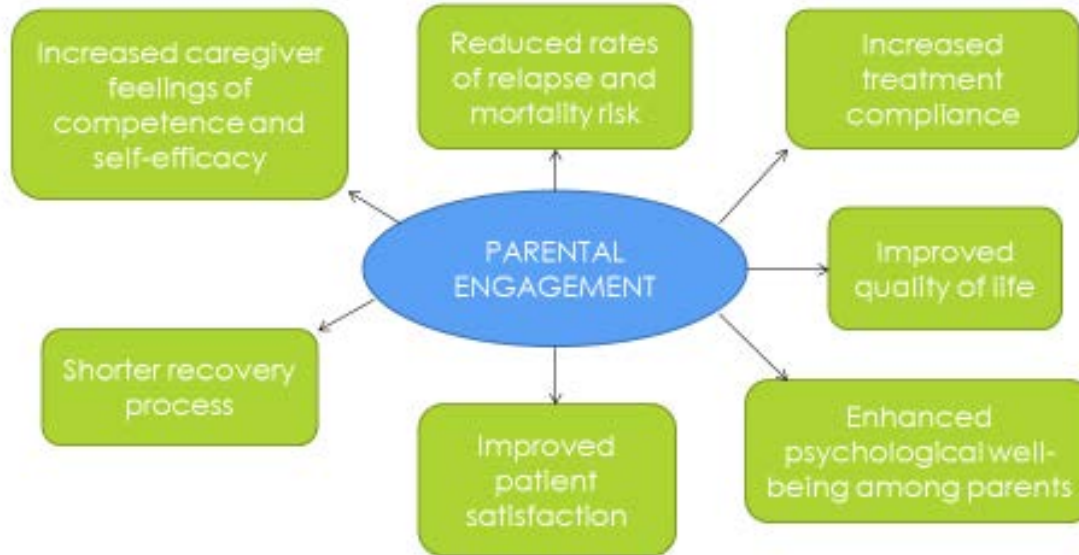 Increased caregiver
feelings of
competence and
self-efficacy
Reduced rates
of relapse and
mortality risk
Increased
treatment
compliance
PARENTAL
ENGAGEMENT
Improved
quality of life
Shorter recovery
process
Improved
patient
satisfaction
Enhanced
psychological well-
being among parents